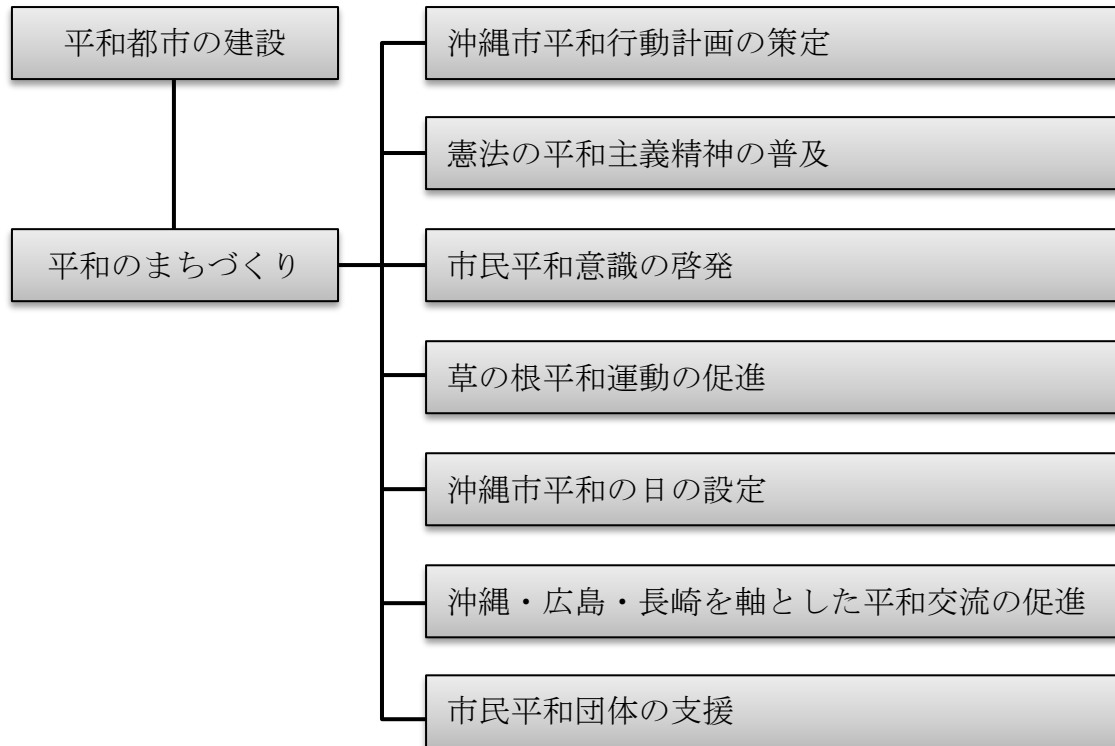 平和都市の建設
平和のまちづくり
沖縄市平和行動計画の策定
憲法の平和主義精神の普及
市民平和意識の啓発
草の根平和運動の促進
沖縄市平和の日の設定
沖縄・広島・長崎を軸とした平和交流の促進
市民平和団体の支援